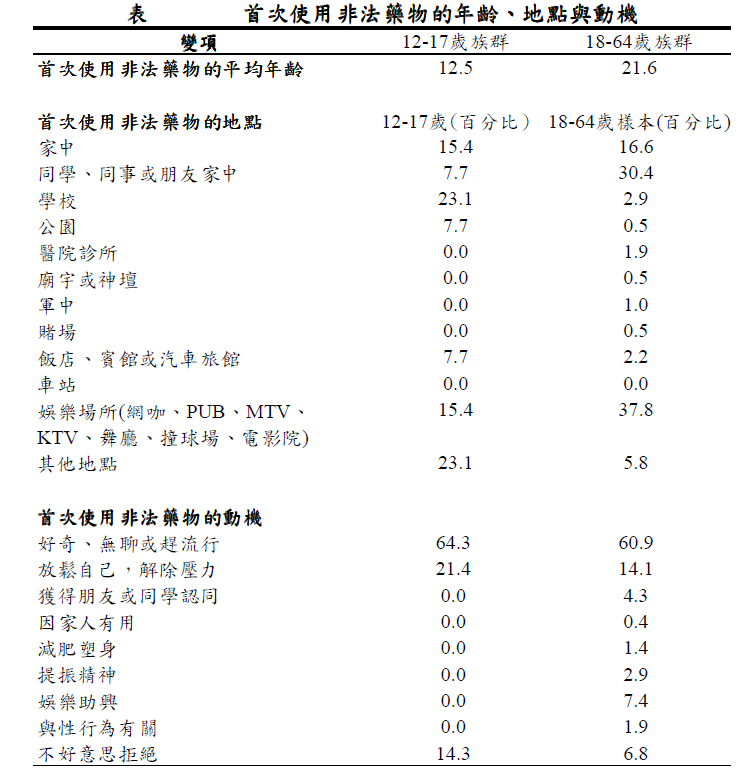 表 首次使用非法藥物的年齡、地點與動機
變項 12-17歲族群 18-64歲族群
首次使用非法藥物的平均年齡 12.5 21.6
首次使用非法藥物的地點 12-17歲(百分比) 18-64歲樣本(百分比)
家中 15.4 16.6
同學、同事或朋友家中 7.7 30.4
學校 23.1 2.9
公園 7.7 0.5
醫院診所 0.0 1.9
廟宇或神壇 0.0 0.5
軍中 0.0 1.0
賭場 0.0 0.5
飯店、賓館或汽車旅館 7.7 2.2
車站 0.0 0.0
娛樂場所(網咖、PUB、MTV、 15.4 37.8
KTV、舞廳、撞球場、電影院)
其他地點 23.1 5.8
首次使用非法藥物的動機
好奇、無聊或趕流行 64.3 60.9
放鬆自己，解除壓力 21.4 14.1
獲得朋友或同學認同 0.0 4.3
因家人有用 0.0 0.4
減肥塑身 0.0 1.4
提振精神 0.0 2.9
娛樂助興 0.0 7.4
與性行為有關 0.0 1.9
不好意思拒絕 14.3 6.8